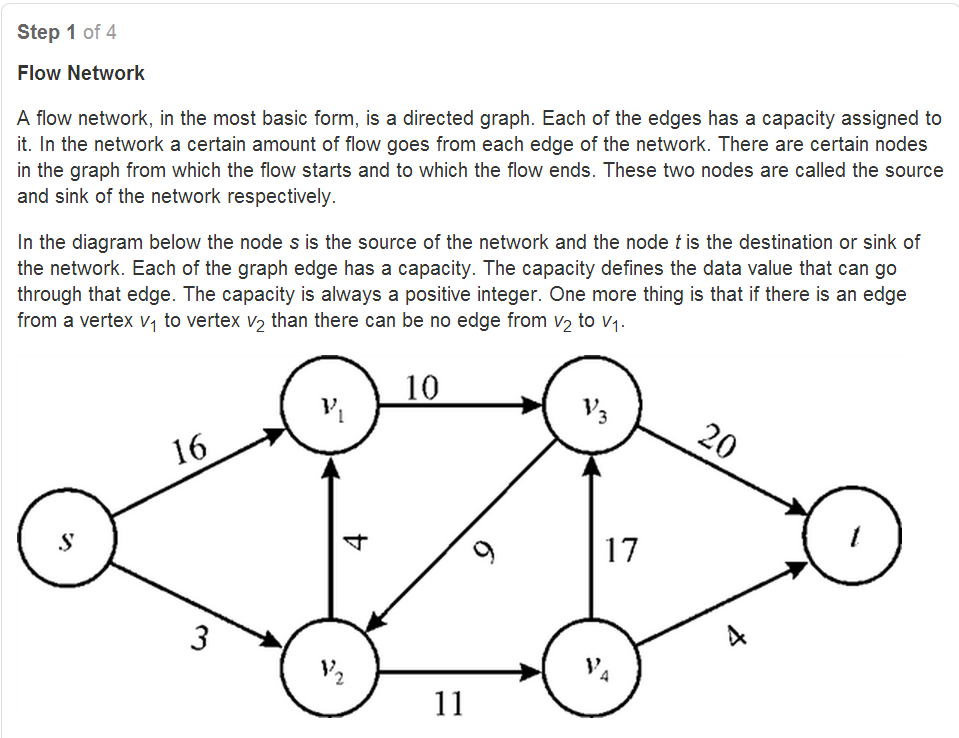 Step 1 of 4
Flow Network
A flow network, in the most basic form, is a directed graph. Each of the edges has a capacity assigned to
it. In the network a certain amount of flow goes from each edge of the network. There are certain nodes
in the graph from which the flow starts and to which the flow ends. These two nodes are called the source
and sink of the network respectively.
In the diagram below the node s is the source of the network and the node t is the destination or sink of
the network. Each of the graph edge has a capacity. The capacity defines the data value that can go
through that edge. The capacity is always a positive integer. One more thing is that if there is an edge
from a vertex v₁ to vertex v₂ than there can be no edge from v₂ to v₁.
10
v₁
v₃
16
20
s
4
9
17
t
3
4
v₂
v₄
11